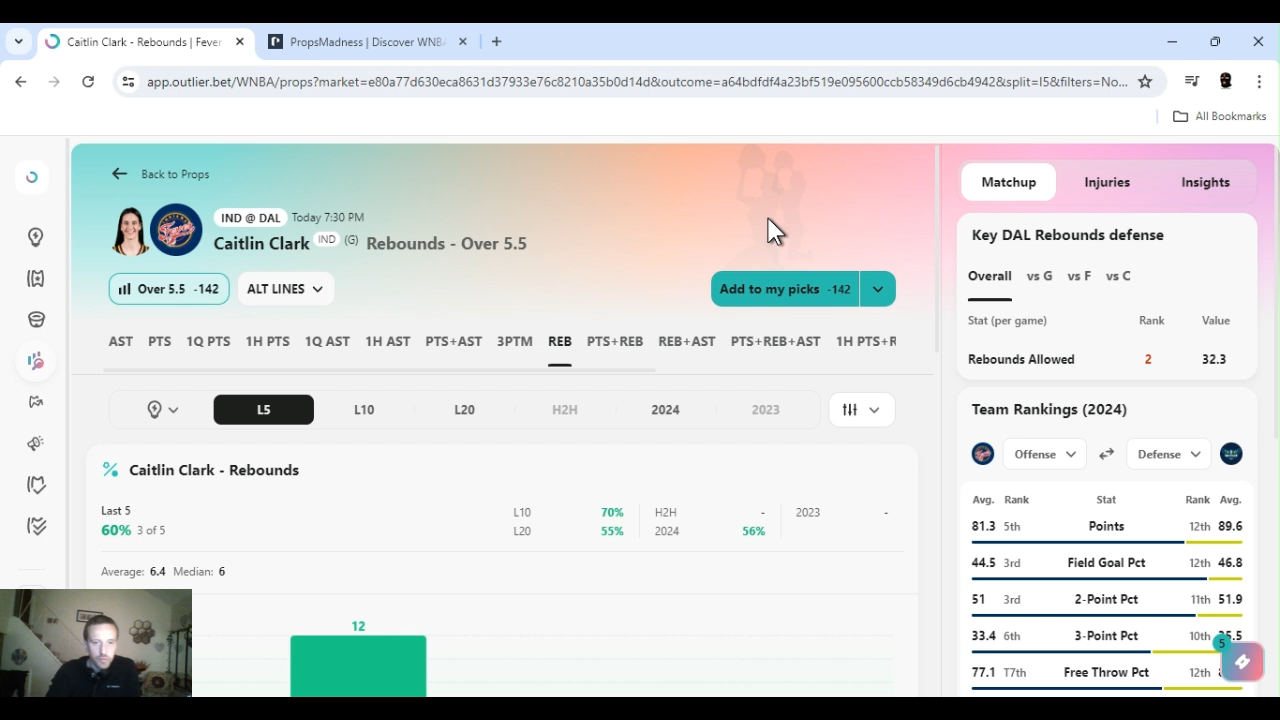 Caitlin Clark - Rebounds | Fever
PropsMadness | Discover WNBA
app.outlier.bet/WNBA/props?market=e80a77d630eca8631d37933e76c8210a35b0d14d&outcome=a64bdfdf4a23bf519e095600ccb58349d6cb4942&split=l5&filters=No...
All Bookmarks
Back to Props
IND @ DAL Today 7:30 PM
Caitlin Clark IND (G) Rebounds - Over 5.5
Over 5.5 -142 ALT LINES
Add to my picks -142
AST PTS 1Q PTS 1H PTS 1Q AST 1H AST PTS+AST 3PTM REB PTS+REB REB+AST PTS+REB+AST 1H PTS+R
L5 L10 L20 H2H 2024 2023
Caitlin Clark - Rebounds
Last 5
60% 3 of 5
L10 70% H2H - 2023 -
L20 55% 2024 56%
Average: 6.4 Median: 6
12
Matchup Injuries Insights
Key DAL Rebounds defense
Overall vs G vs F vs C
Stat (per game) Rank Value
Rebounds Allowed 2 32.3
Team Rankings (2024)
Offense Defense
Avg. Rank Stat Rank Avg.
81.3 5th Points 12th 89.6
44.5 3rd Field Goal Pct 12th 46.8
51 3rd 2-Point Pct 11th 51.9
33.4 6th 3-Point Pct 10th
5
77.1 T7th Free Throw Pct 12th